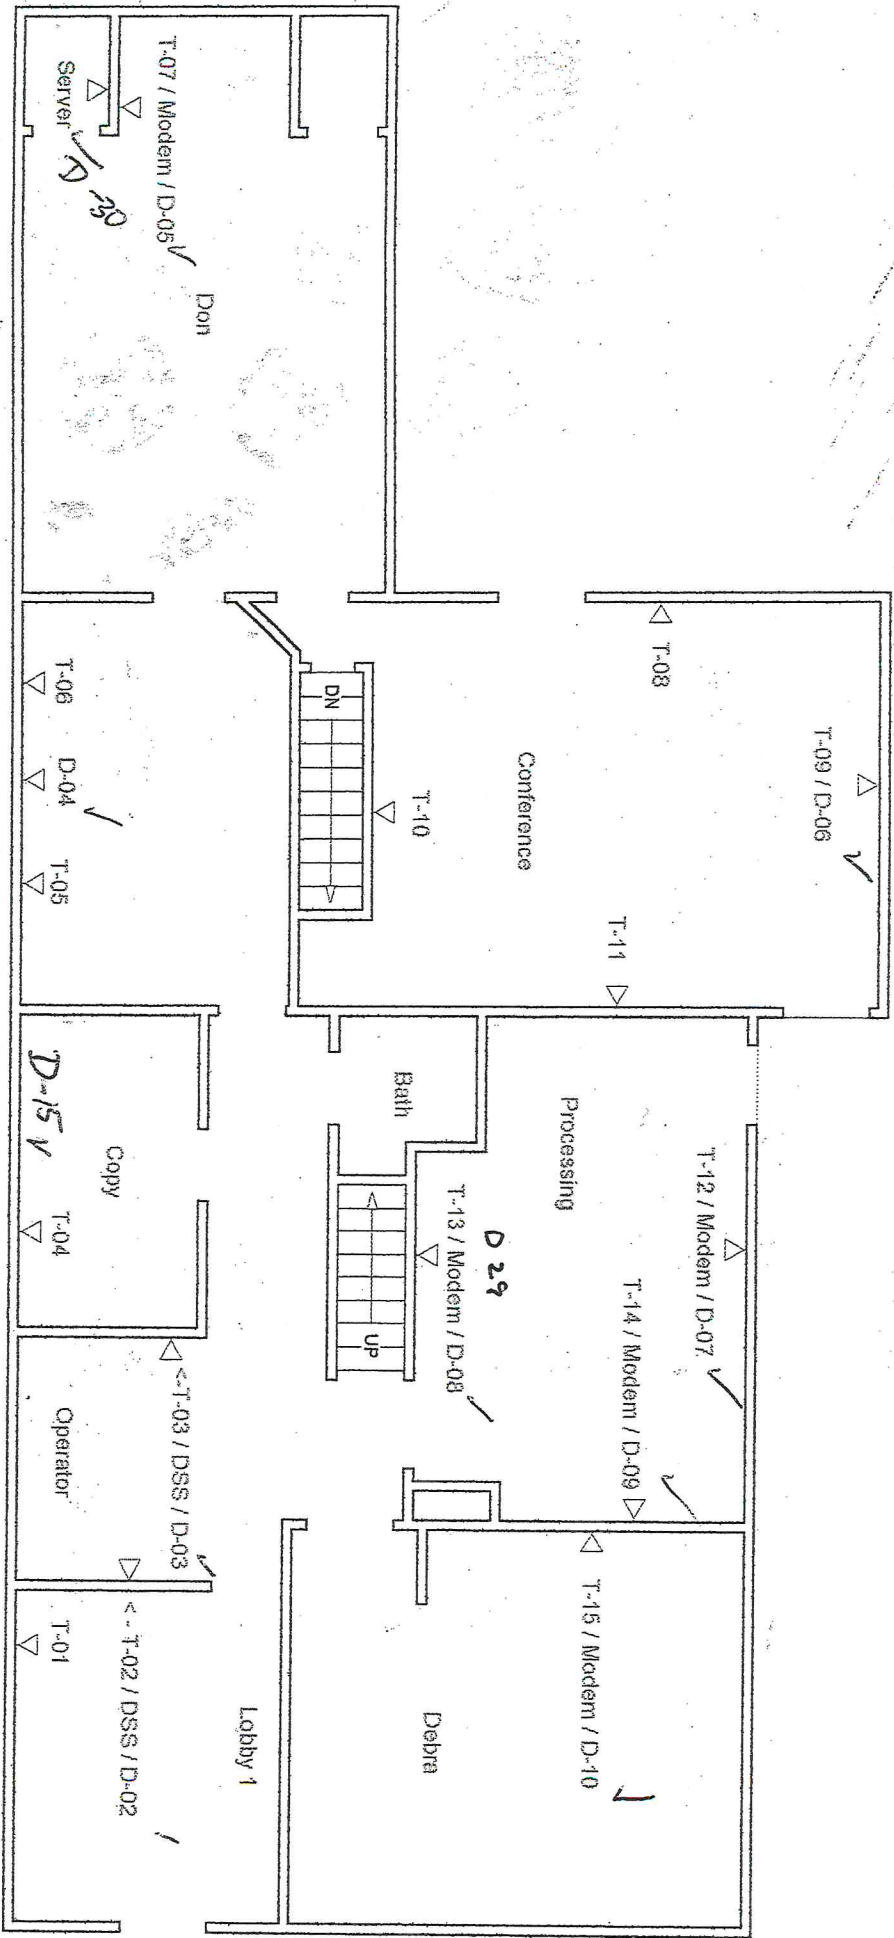 T-09 / D-06
T-08
T-11
Conference
T-10
DN
T-07 / Modem / D-05
Server
Don
T-06
D-04
T-05
T-12 / Modem / D-07
T-14 / Modem / D-09
Processing
D 29
T-13 / Modem / D-08
Bath
UP
T-15 / Modem / D-10
Debra
Copy
D-15
T-04
<-T-03 / DSS / D-03
Operator
Lobby 1
<- T-02 / DSS / D-02
T-01